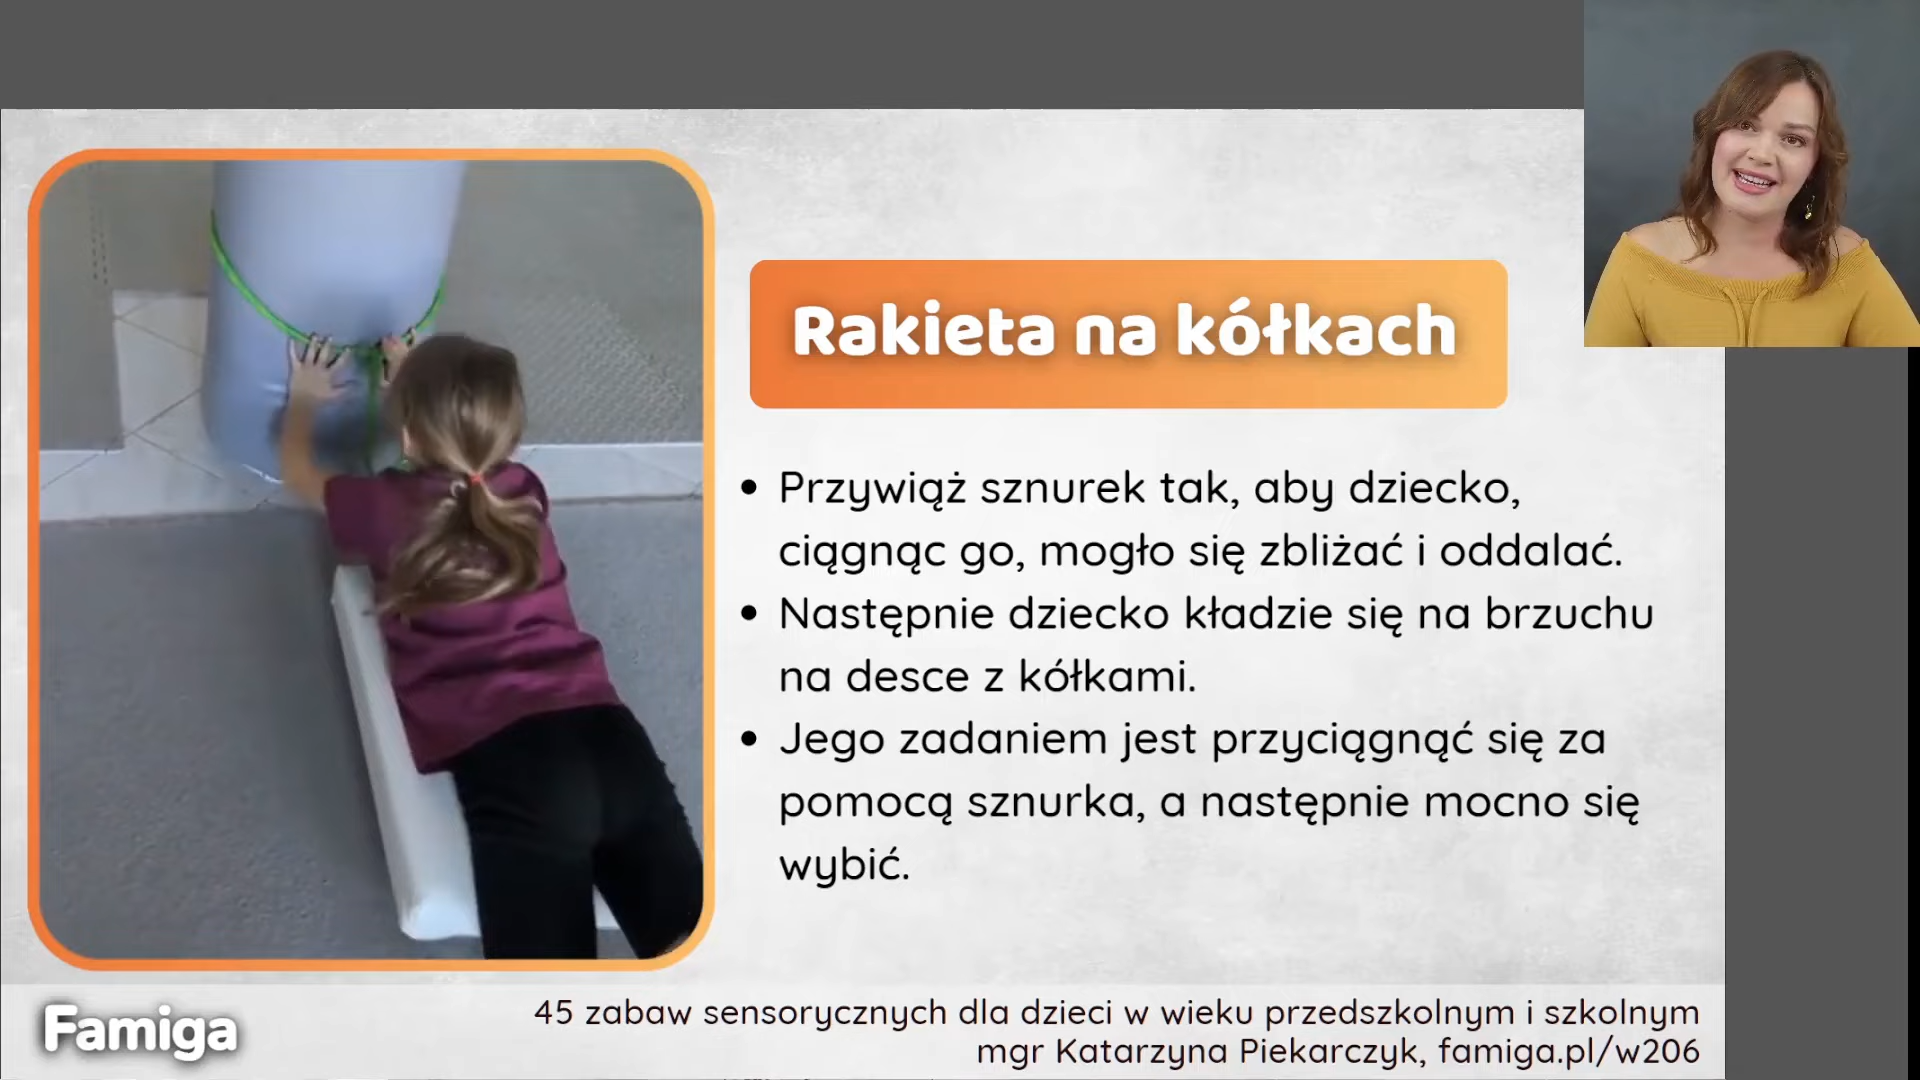 Rakieta na kółkach
• Przywiąż sznurek tak, aby dziecko,
ciągnąc go, mogło się zbliżać i oddalać.
• Następnie dziecko kładzie się na brzuchu
na desce z kółkami.
• Jego zadaniem jest przyciągnąć się za
pomocą sznurka, a następnie mocno się
wybić.
Famiga
45 zabaw sensorycznych dla dzieci w wieku przedszkolnym i szkolnym
mgr Katarzyna Piekarczyk, famiga.pl/w206